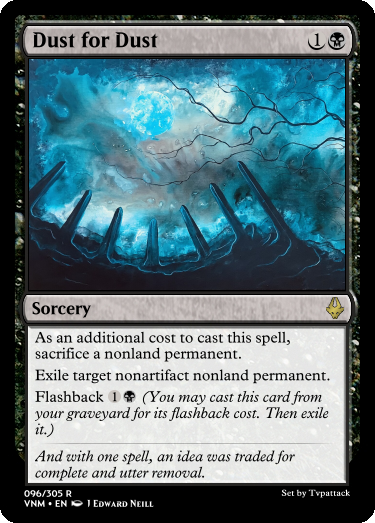 Dust for Dust 1
Sorcery
As an additional cost to cast this spell,
sacrifice a nonland permanent.
Exile target nonartifact nonland permanent.
Flashback 1 (You may cast this card from
your graveyard for its flashback cost. Then exile
it.)
And with one spell, an idea was traded for
complete and utter removal.
096/305 R
VNM • EN J Edward Neill
Set by Tvpattack